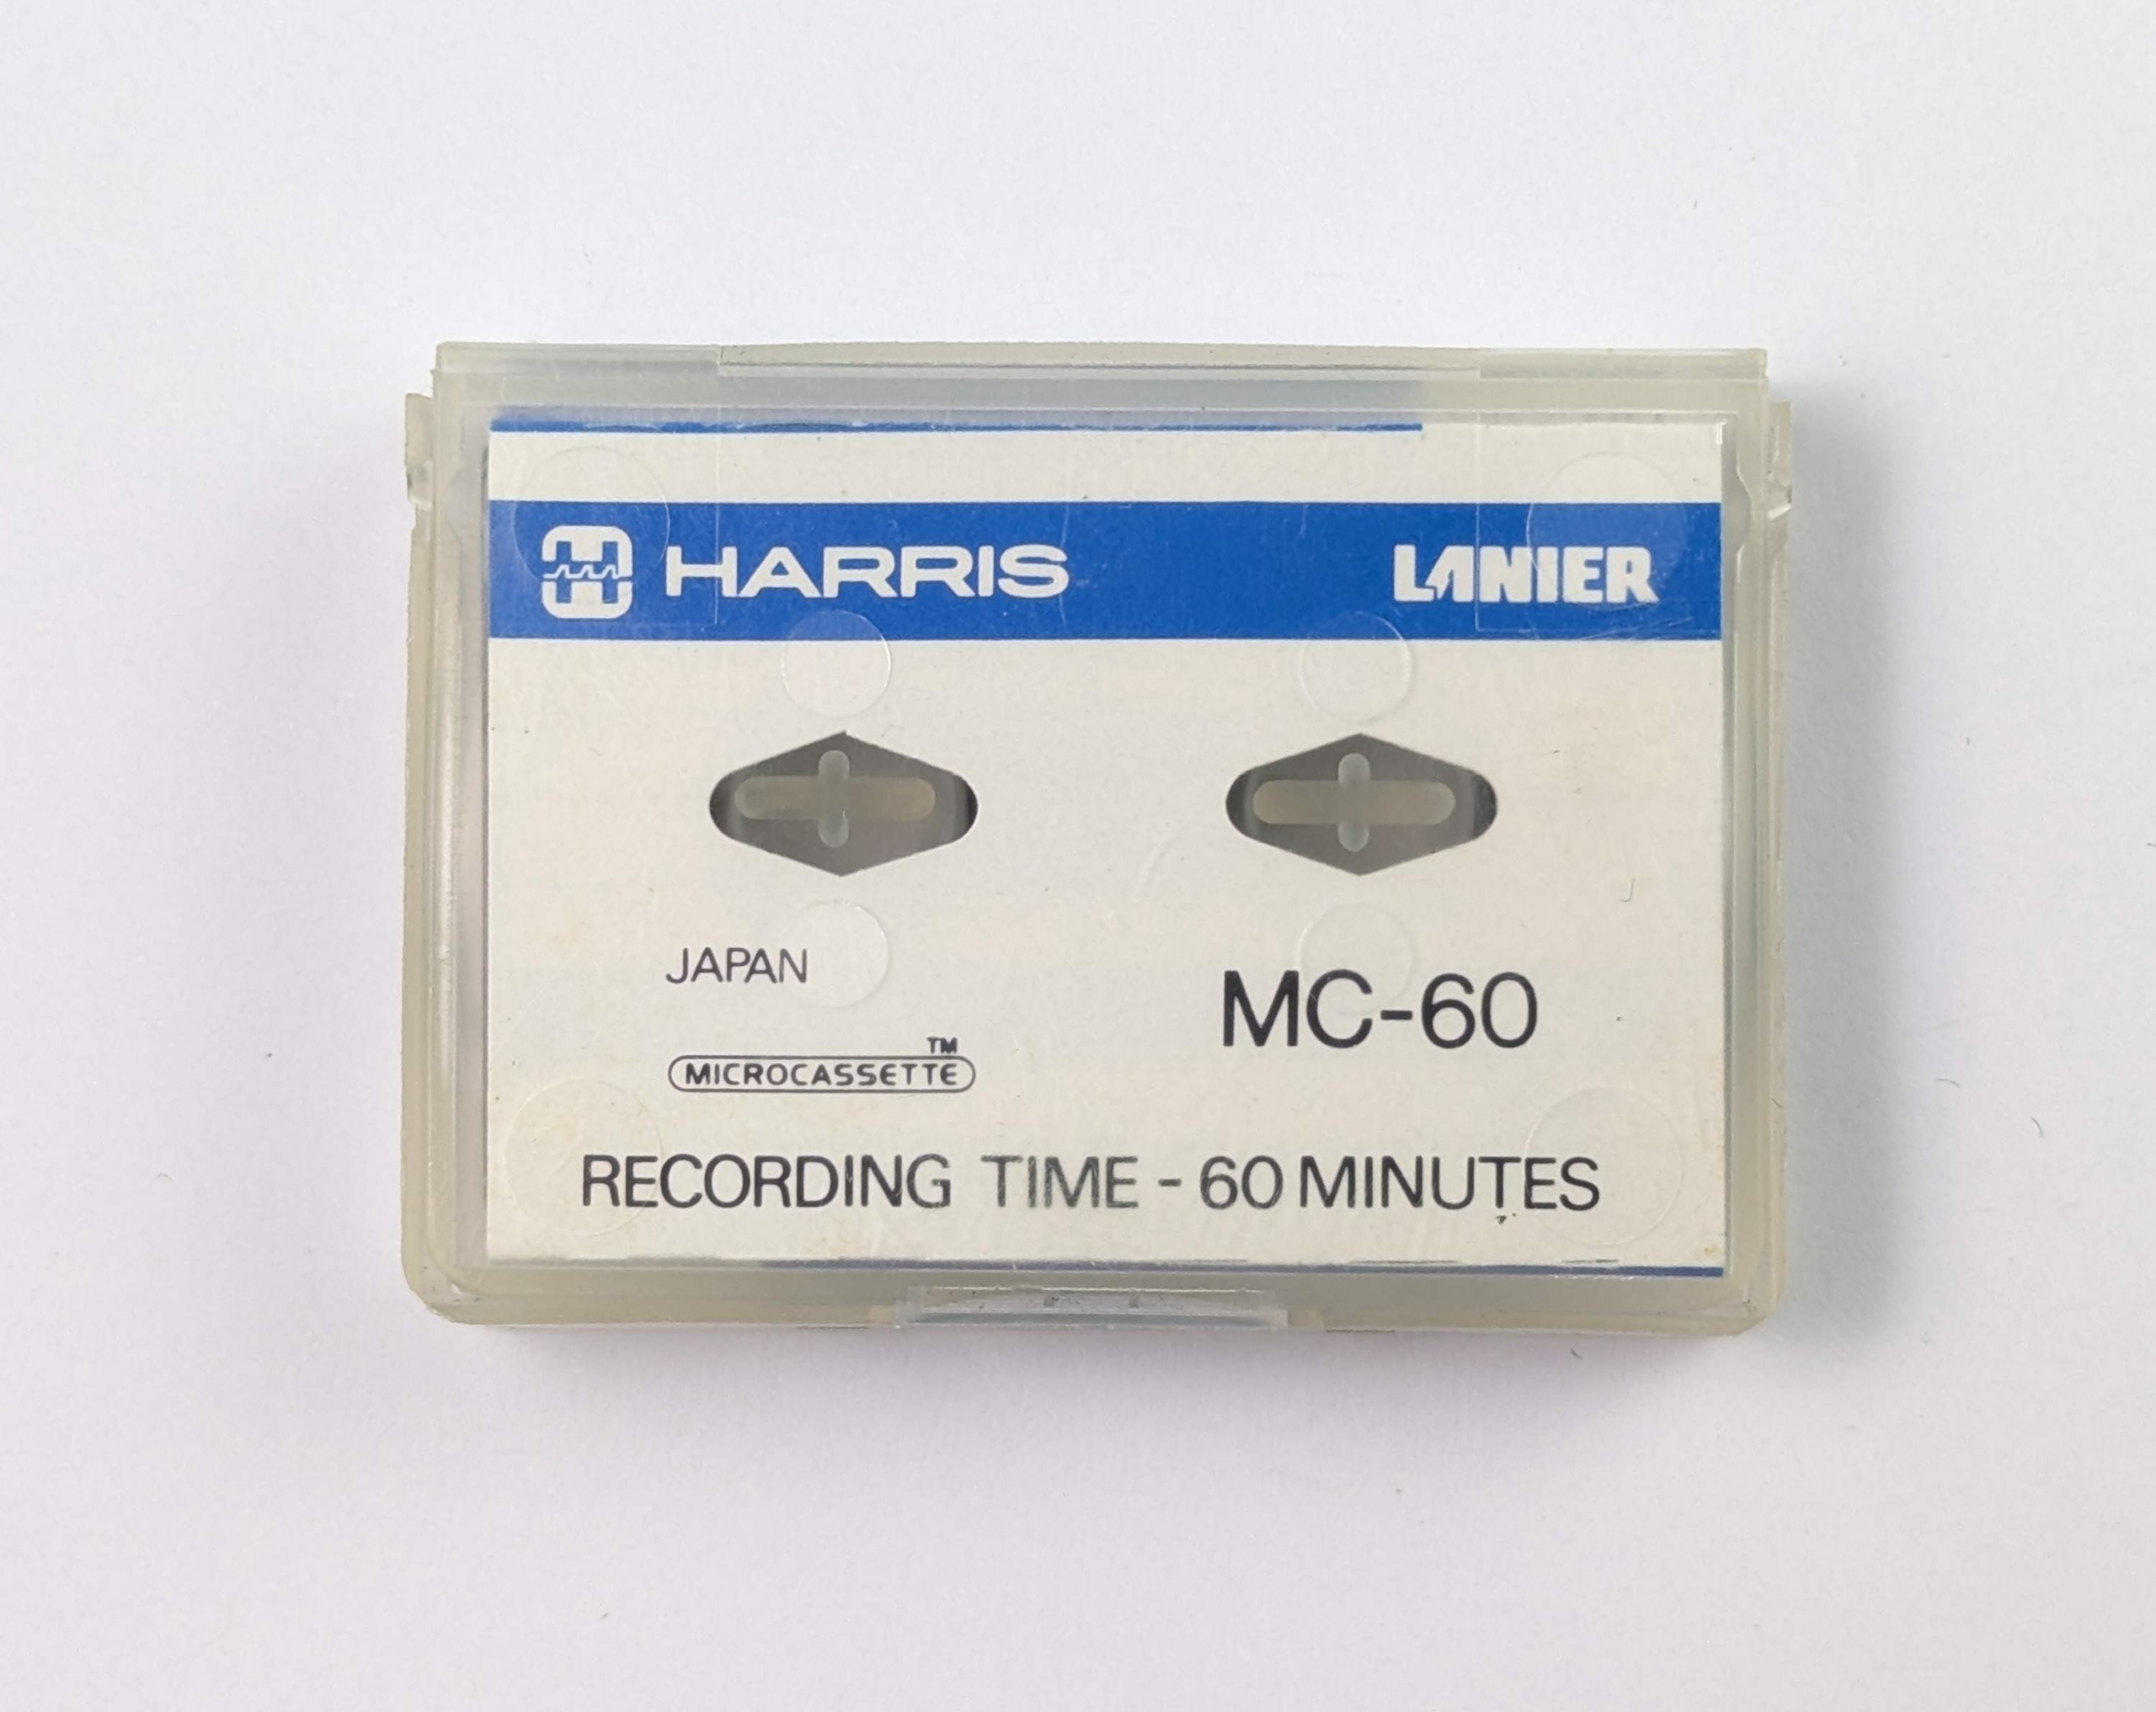 HARRIS LANIER
JAPAN
MC-60
MICROCASSETTE™
RECORDING TIME - 60 MINUTES